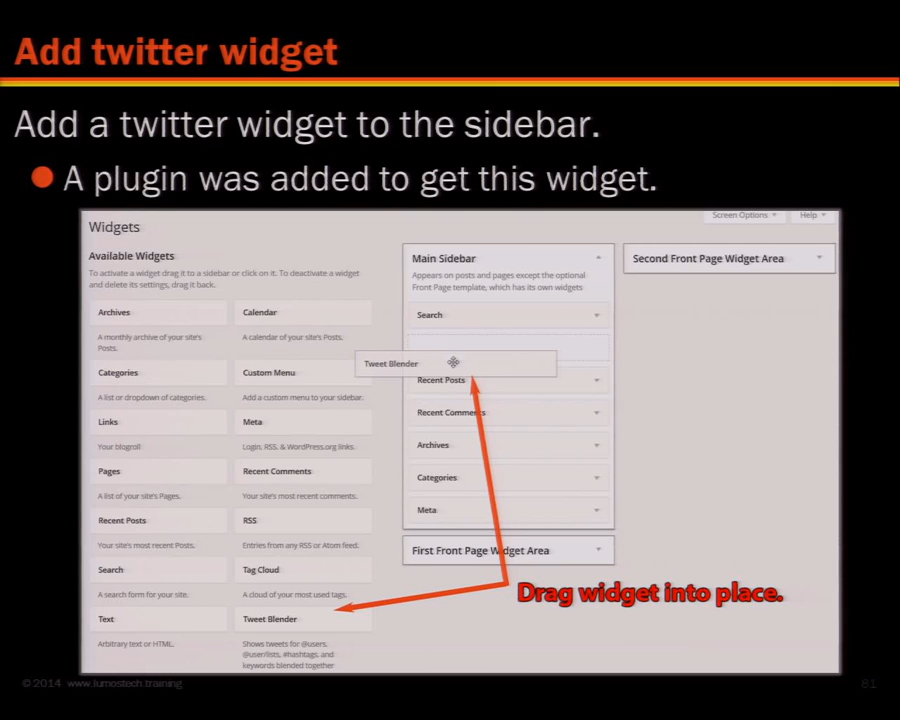 Add twitter widget
Add a twitter widget to the sidebar.
A plugin was added to get this widget.
Screen Options
Help
Widgets
Available Widgets
To activate a widget drag it to a sidebar or click on it. To deactivate a widget
and delete its settings, drag it back.
Archives
Calendar
A monthly archive of your site's
Posts.
A calendar of your site's Posts.
Categories
Custom Menu
A list or dropdown of categories.
Add a custom menu to your sidebar.
Links
Meta
Your blogroll
Login, RSS, & WordPress.org links.
Pages
Recent Comments
A list of your site's Pages.
Your site's most recent comments.
Recent Posts
RSS
Your site's most recent Posts.
Entries from any RSS or Atom feed.
Search
Tag Cloud
A search form for your site.
A cloud of your most used tags.
Text
Tweet Blender
Arbitrary text or HTML.
Shows tweets for @users,
@user/lists, #hashtags, and
keywords blended together
Main Sidebar
Appears on posts and pages except the optional
Front Page template, which has its own widgets
Search
Tweet Blender
Recent Posts
Recent Comments
Archives
Categories
Meta
First Front Page Widget Area
Second Front Page Widget Area
Drag widget into place.
© 2014 www.lumostech.training
81